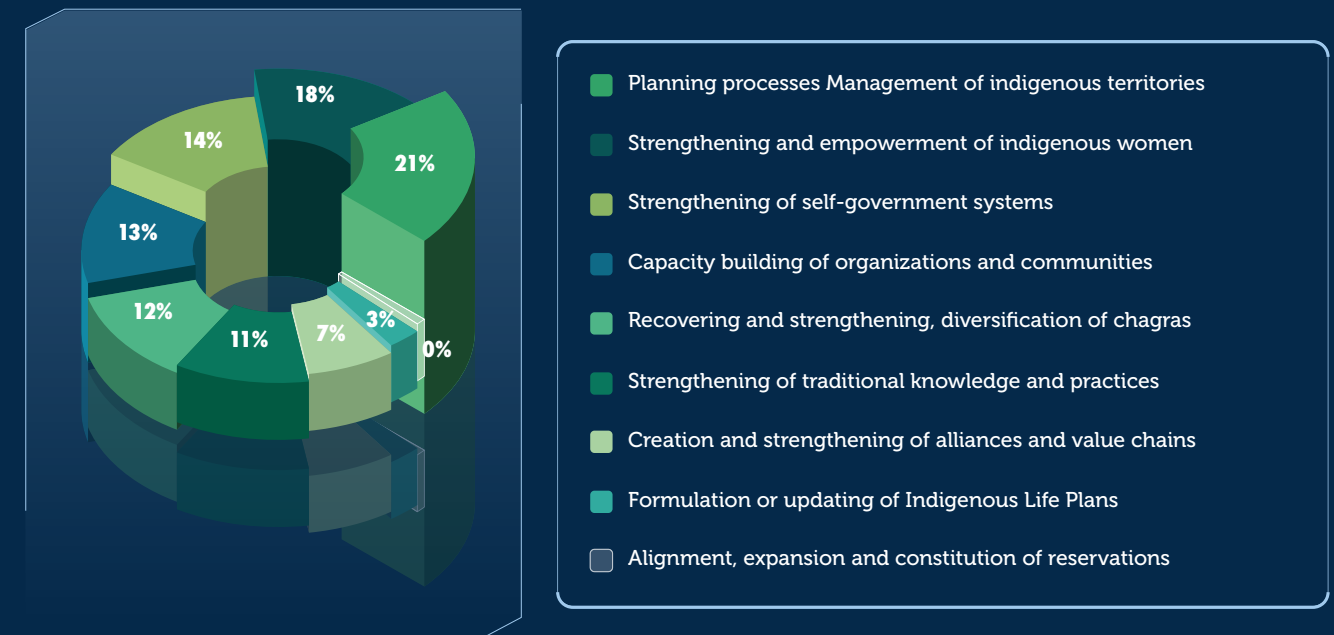 18%
14%
21%
13%
12%
11%
7%
3%
0%
Planning processes Management of indigenous territories
Strengthening and empowerment of indigenous women
Strengthening of self-government systems
Capacity building of organizations and communities
Recovering and strengthening, diversification of chagras
Strengthening of traditional knowledge and practices
Creation and strengthening of alliances and value chains
Formulation or updating of Indigenous Life Plans
Alignment, expansion and constitution of reservations